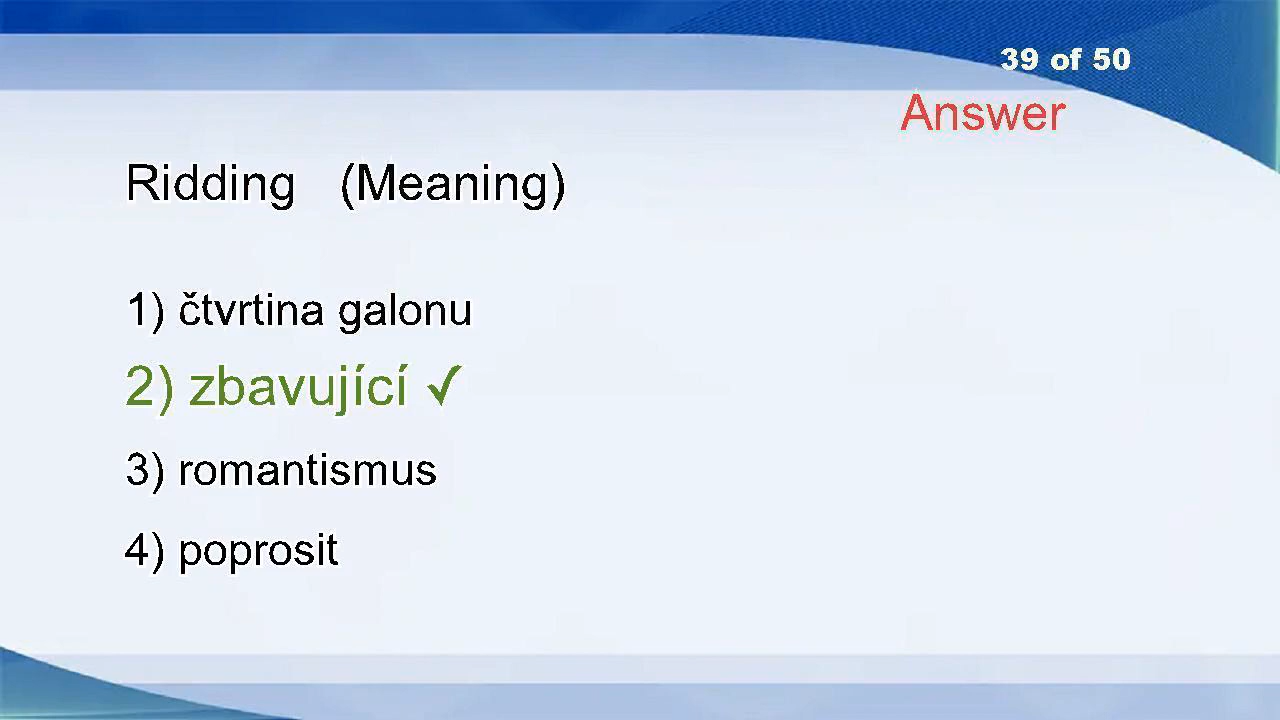 39 of 50
Answer
Ridding (Meaning)
1) čtvrtina galonu
2) zbavující ✓
3) romantismus
4) poprosit